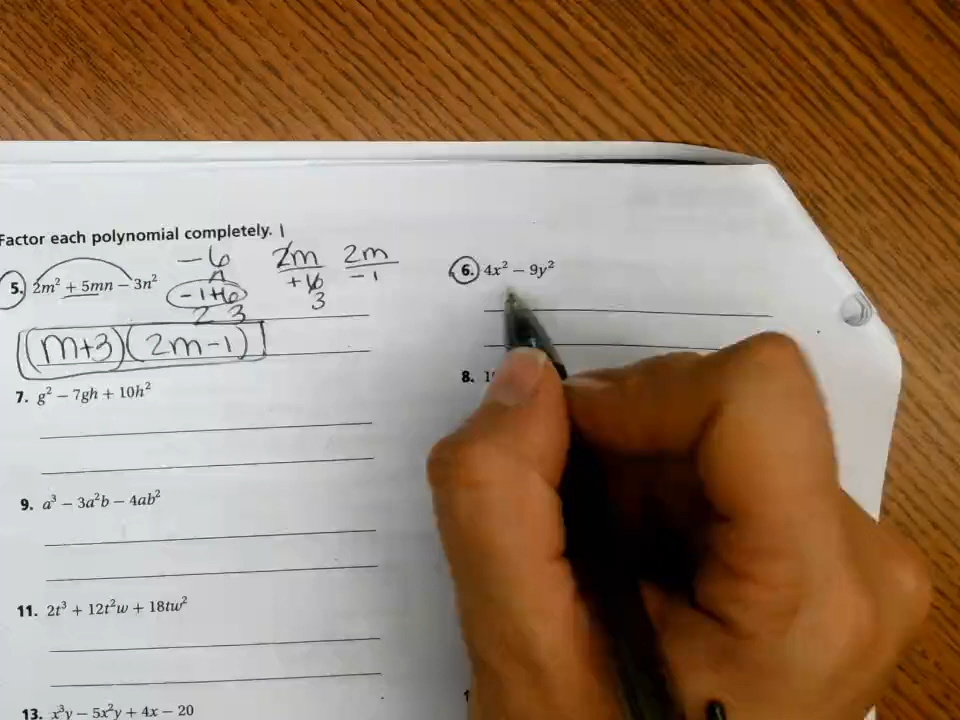 Factor each polynomial completely. 1
5. 2m² + 5mn − 3n²
−6
−1+6
2 3
2m
+6
3
2m
−1
(m+3)(2m−1)
6. 4x² − 9y²
7. g² − 7gh + 10h²
8.
9. a³ − 3a²b − 4ab²
11. 2t³ + 12t²w + 18tw²
13. x³y − 5x²y + 4x − 20